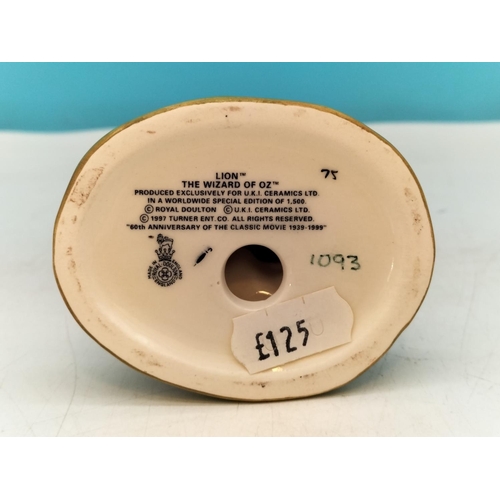 LION™
THE WIZARD OF OZ™
PRODUCED EXCLUSIVELY FOR U.K.I. CERAMICS LTD.
IN A WORLDWIDE SPECIAL EDITION OF 1,500
© ROYAL DOULTON © U.K.I. CERAMICS LTD.
© 1997 TURNER ENT. CO. ALL RIGHTS RESERVED.
"60th ANNIVERSARY OF THE CLASSIC MOVIE 1939-1999"
75
1093
£125